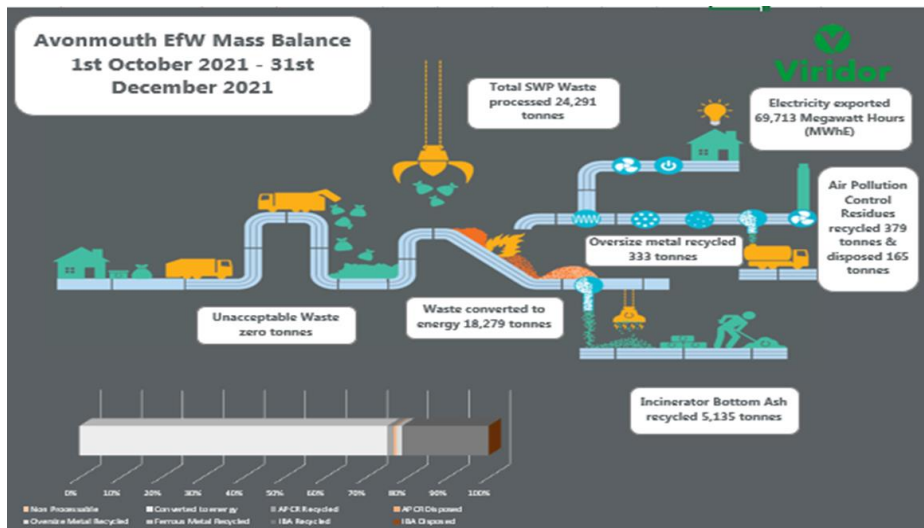 Avonmouth EfW Mass Balance
1st October 2021 - 31st
December 2021
Total SWP Waste
processed 24,291
tonnes
Viridor
Electricity exported
69,713 Megawatt Hours
(MWhE)
Air Pollution
Control
Residues
recycled 379
tonnes &
disposed 165
tonnes
Oversize metal recycled
333 tonnes
Unacceptable Waste
zero tonnes
Waste converted to
energy 18,279 tonnes
Incinerator Bottom Ash
recycled 5,135 tonnes
0% 10% 20% 30% 40% 50% 60% 70% 80% 90% 100%
Non Processable Converted to energy APCR Recycled APCR Disposed
Oversize Metal Recycled Ferrous Metal Recycled IBA Recycled IBA Disposed